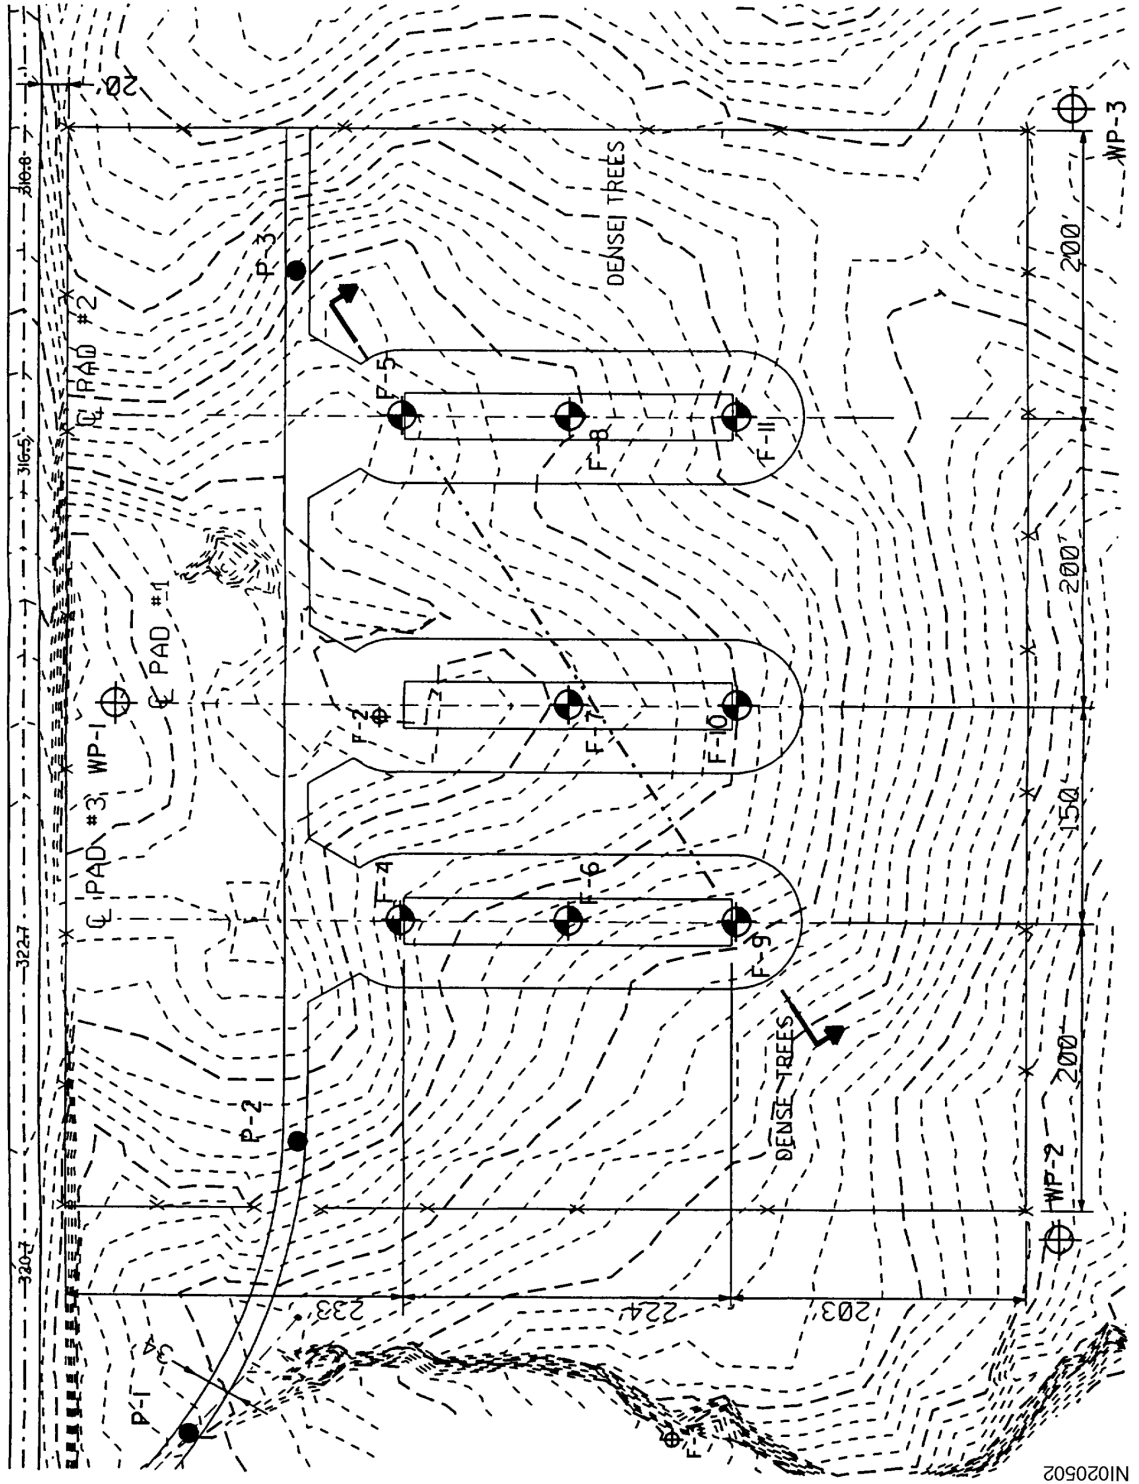 20'
310.8
316.5
322.7
320.7
℄ PAD #2
℄ PAD #1
℄ PAD #3
WP-1
P-3
P-5
F-8
F-11
DENSE TREES
F-2
F-7
F-10
F-4
F-6
F-9
DENSE TREES
P-2
P-1
34
F-1
WP-3
WP-2
200'
200'
150'
200'
233
224
203
NI020502